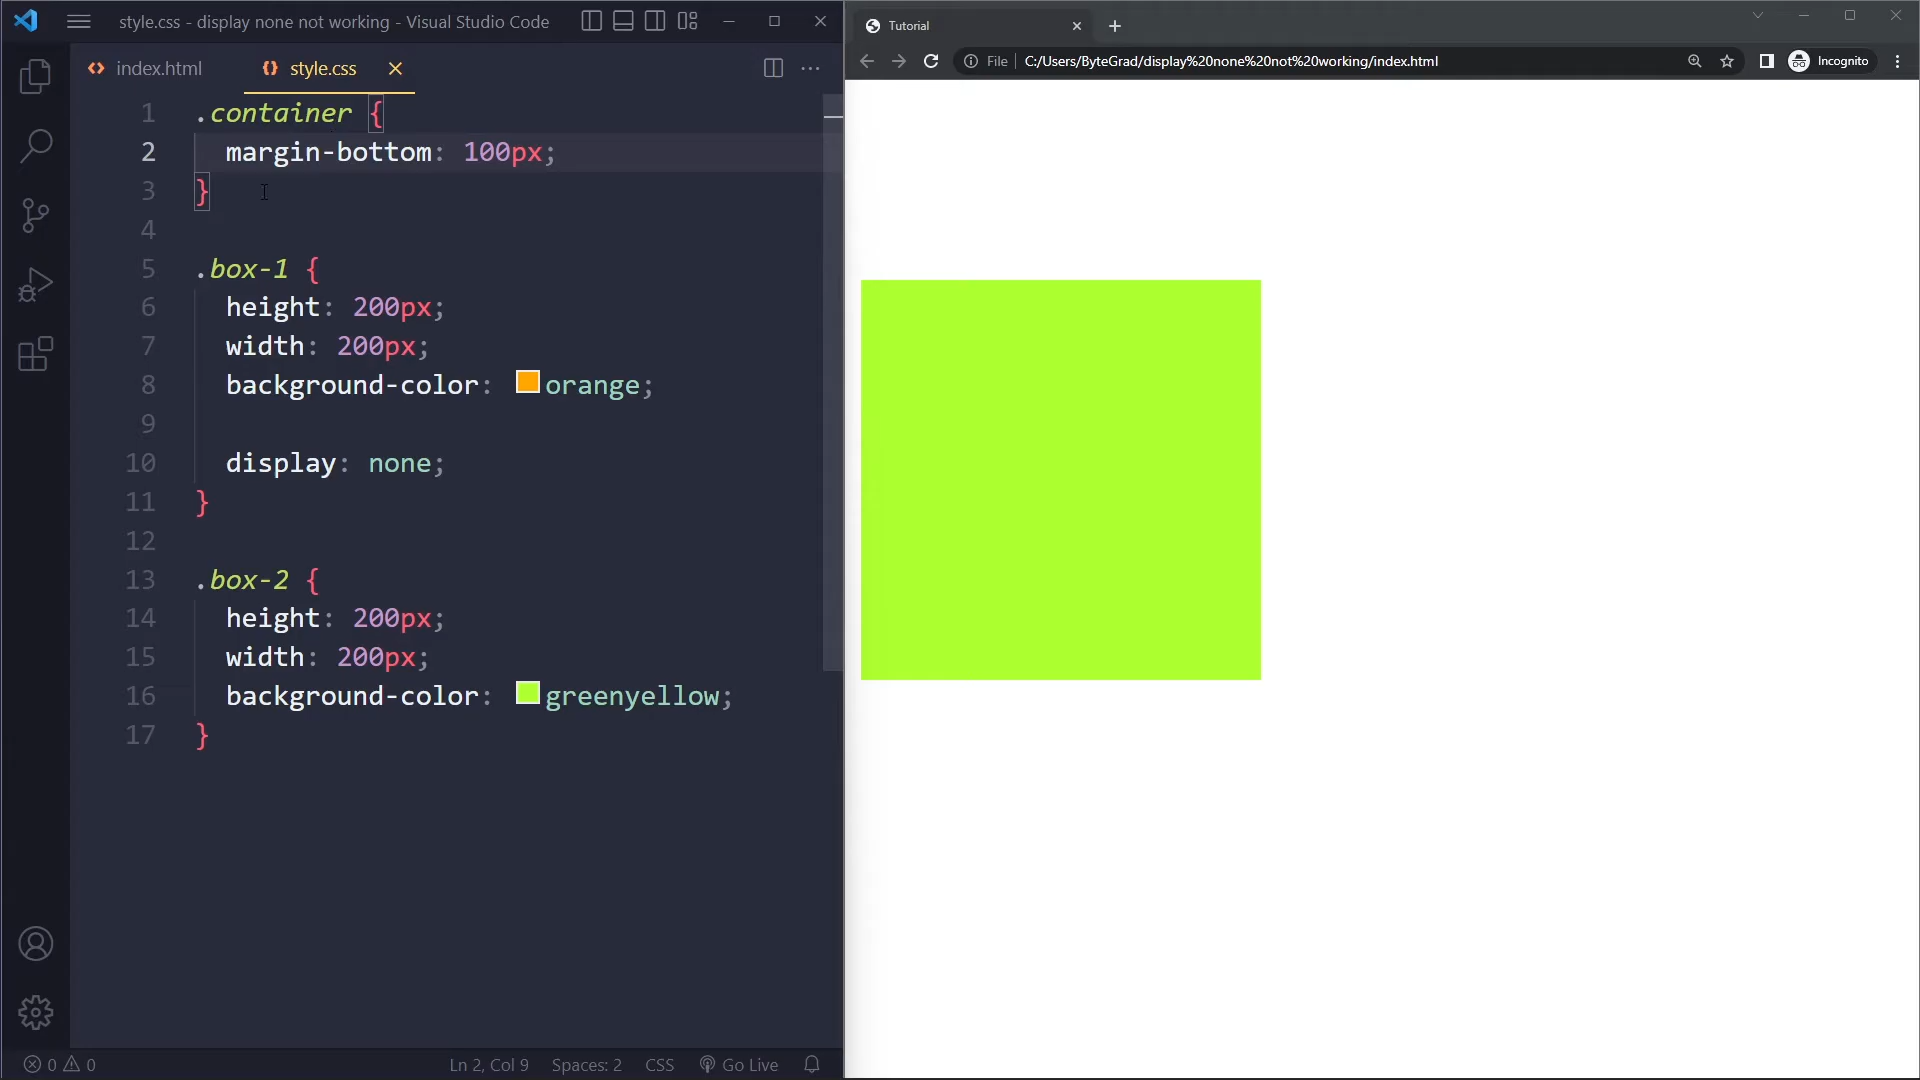 style.css - display none not working - Visual Studio Code
index.html
style.css
1 .container {
2 margin-bottom: 100px;
3 }
4
5 .box-1 {
6 height: 200px;
7 width: 200px;
8 background-color: orange;
9
10 display: none;
11 }
12
13 .box-2 {
14 height: 200px;
15 width: 200px;
16 background-color: greenyellow;
17 }
0 0
Ln 2, Col 9 Spaces: 2 CSS Go Live
Tutorial
File C:/Users/ByteGrad/display%20none%20not%20working/index.html
Incognito